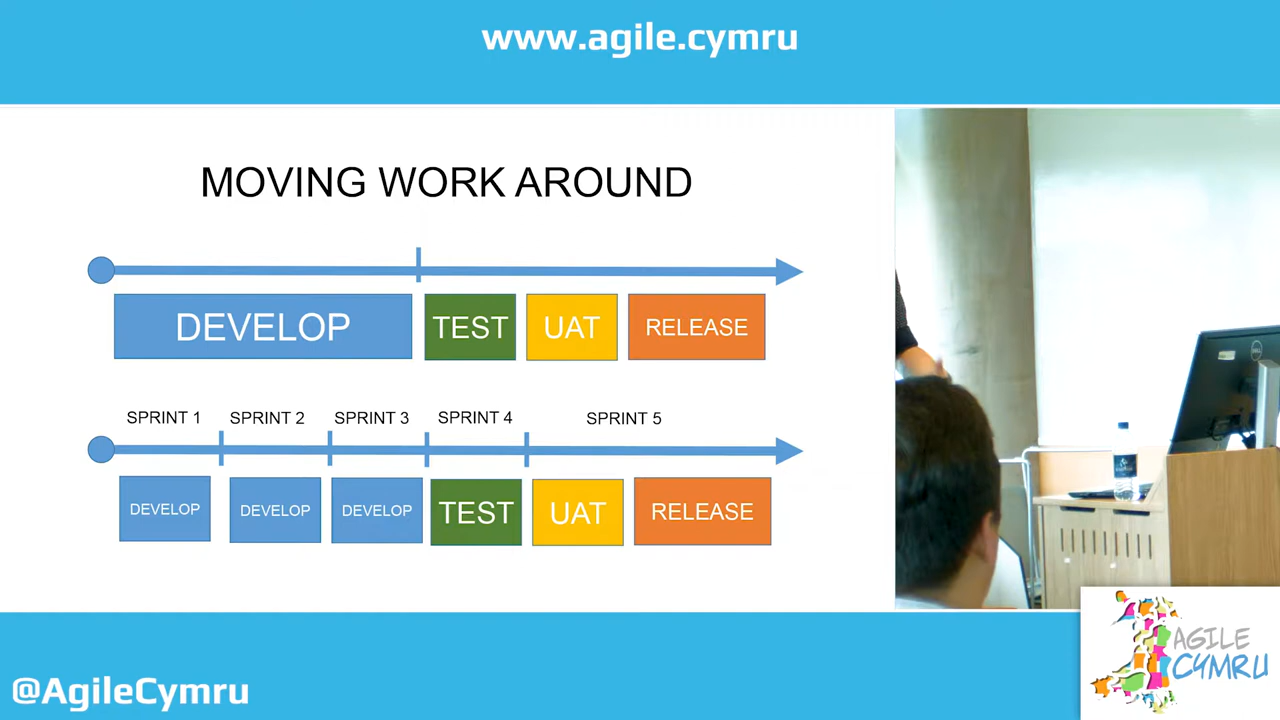 www.agile.cymru
MOVING WORK AROUND
DEVELOP TEST UAT RELEASE
SPRINT 1 SPRINT 2 SPRINT 3 SPRINT 4 SPRINT 5
DEVELOP DEVELOP DEVELOP TEST UAT RELEASE
DELL
@AgileCymru
AGILE
CYMRU